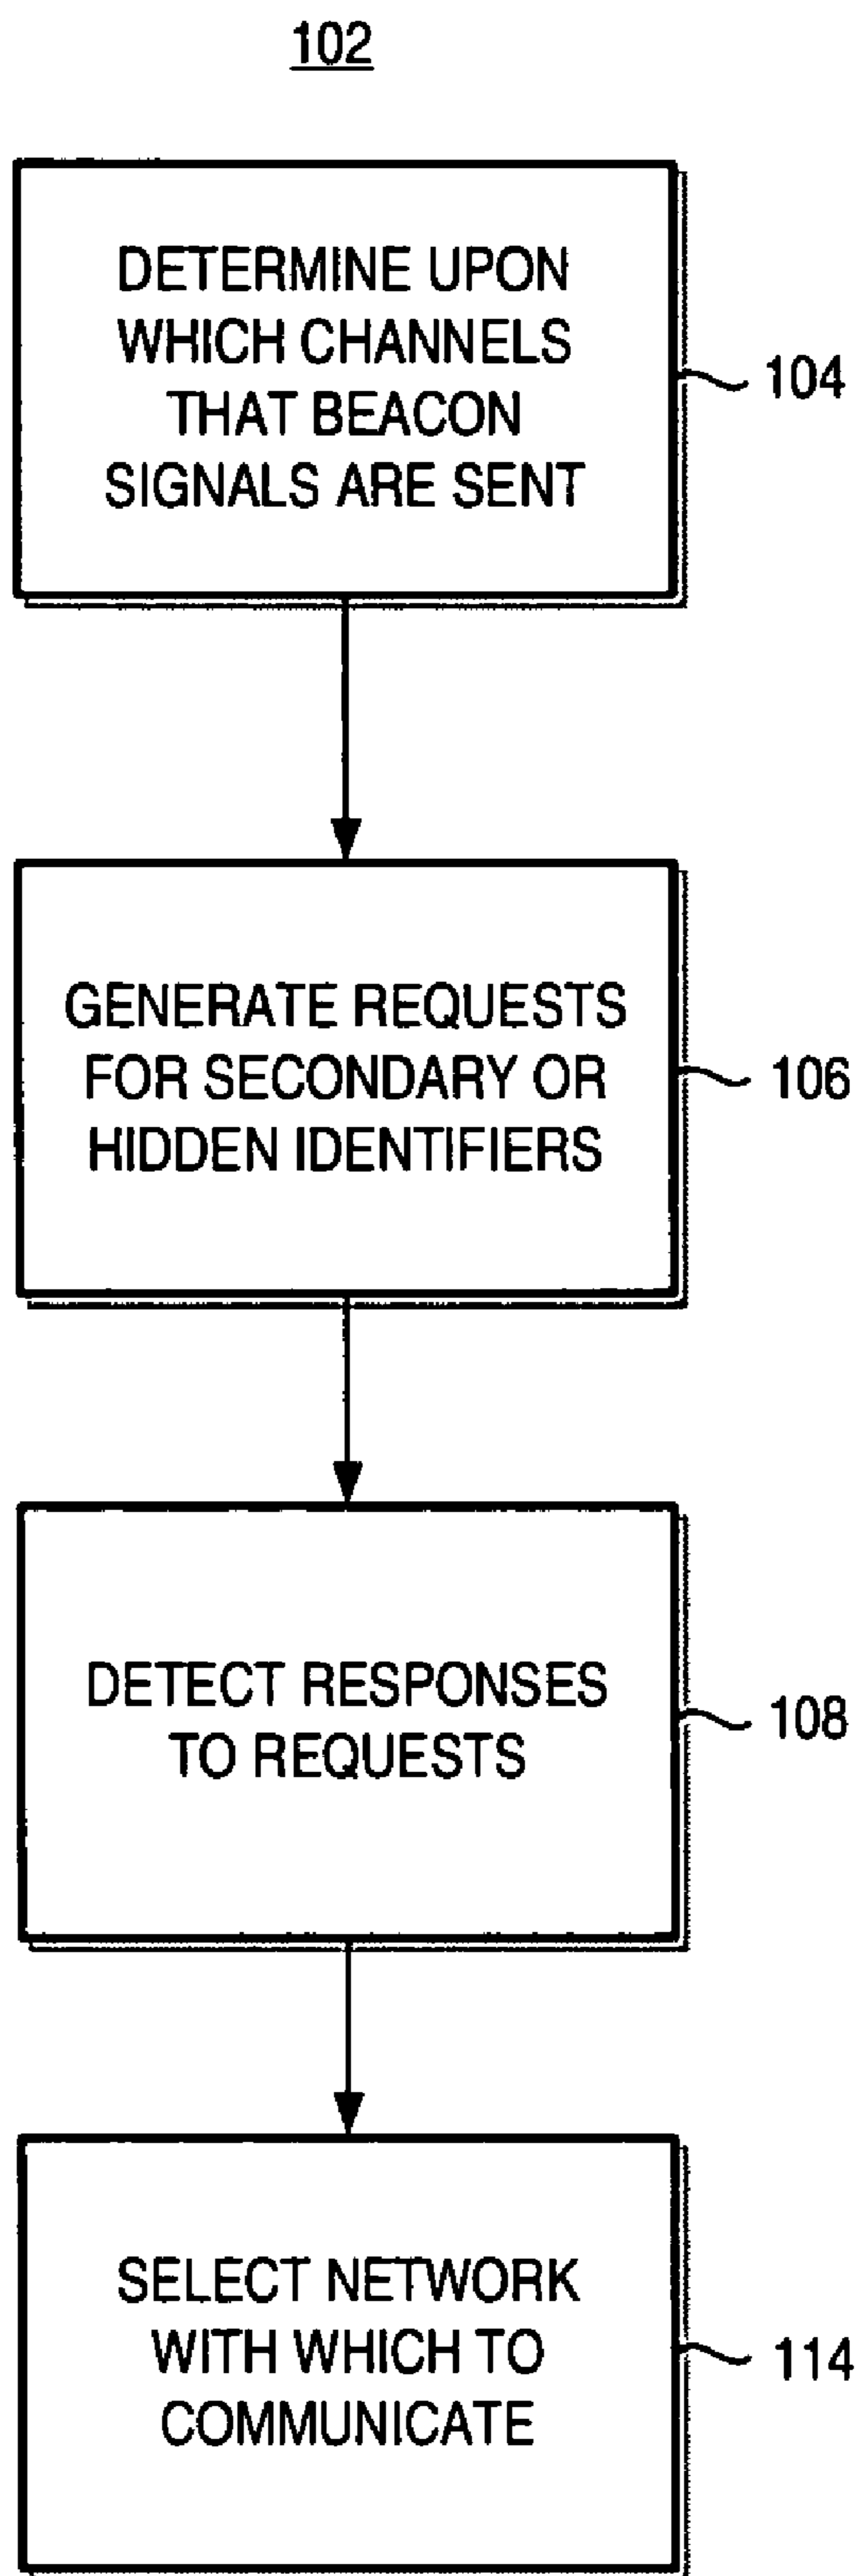 102
DETERMINE UPON
WHICH CHANNELS
THAT BEACON
SIGNALS ARE SENT
104
GENERATE REQUESTS
FOR SECONDARY OR
HIDDEN IDENTIFIERS
106
DETECT RESPONSES
TO REQUESTS
108
SELECT NETWORK
WITH WHICH TO
COMMUNICATE
114